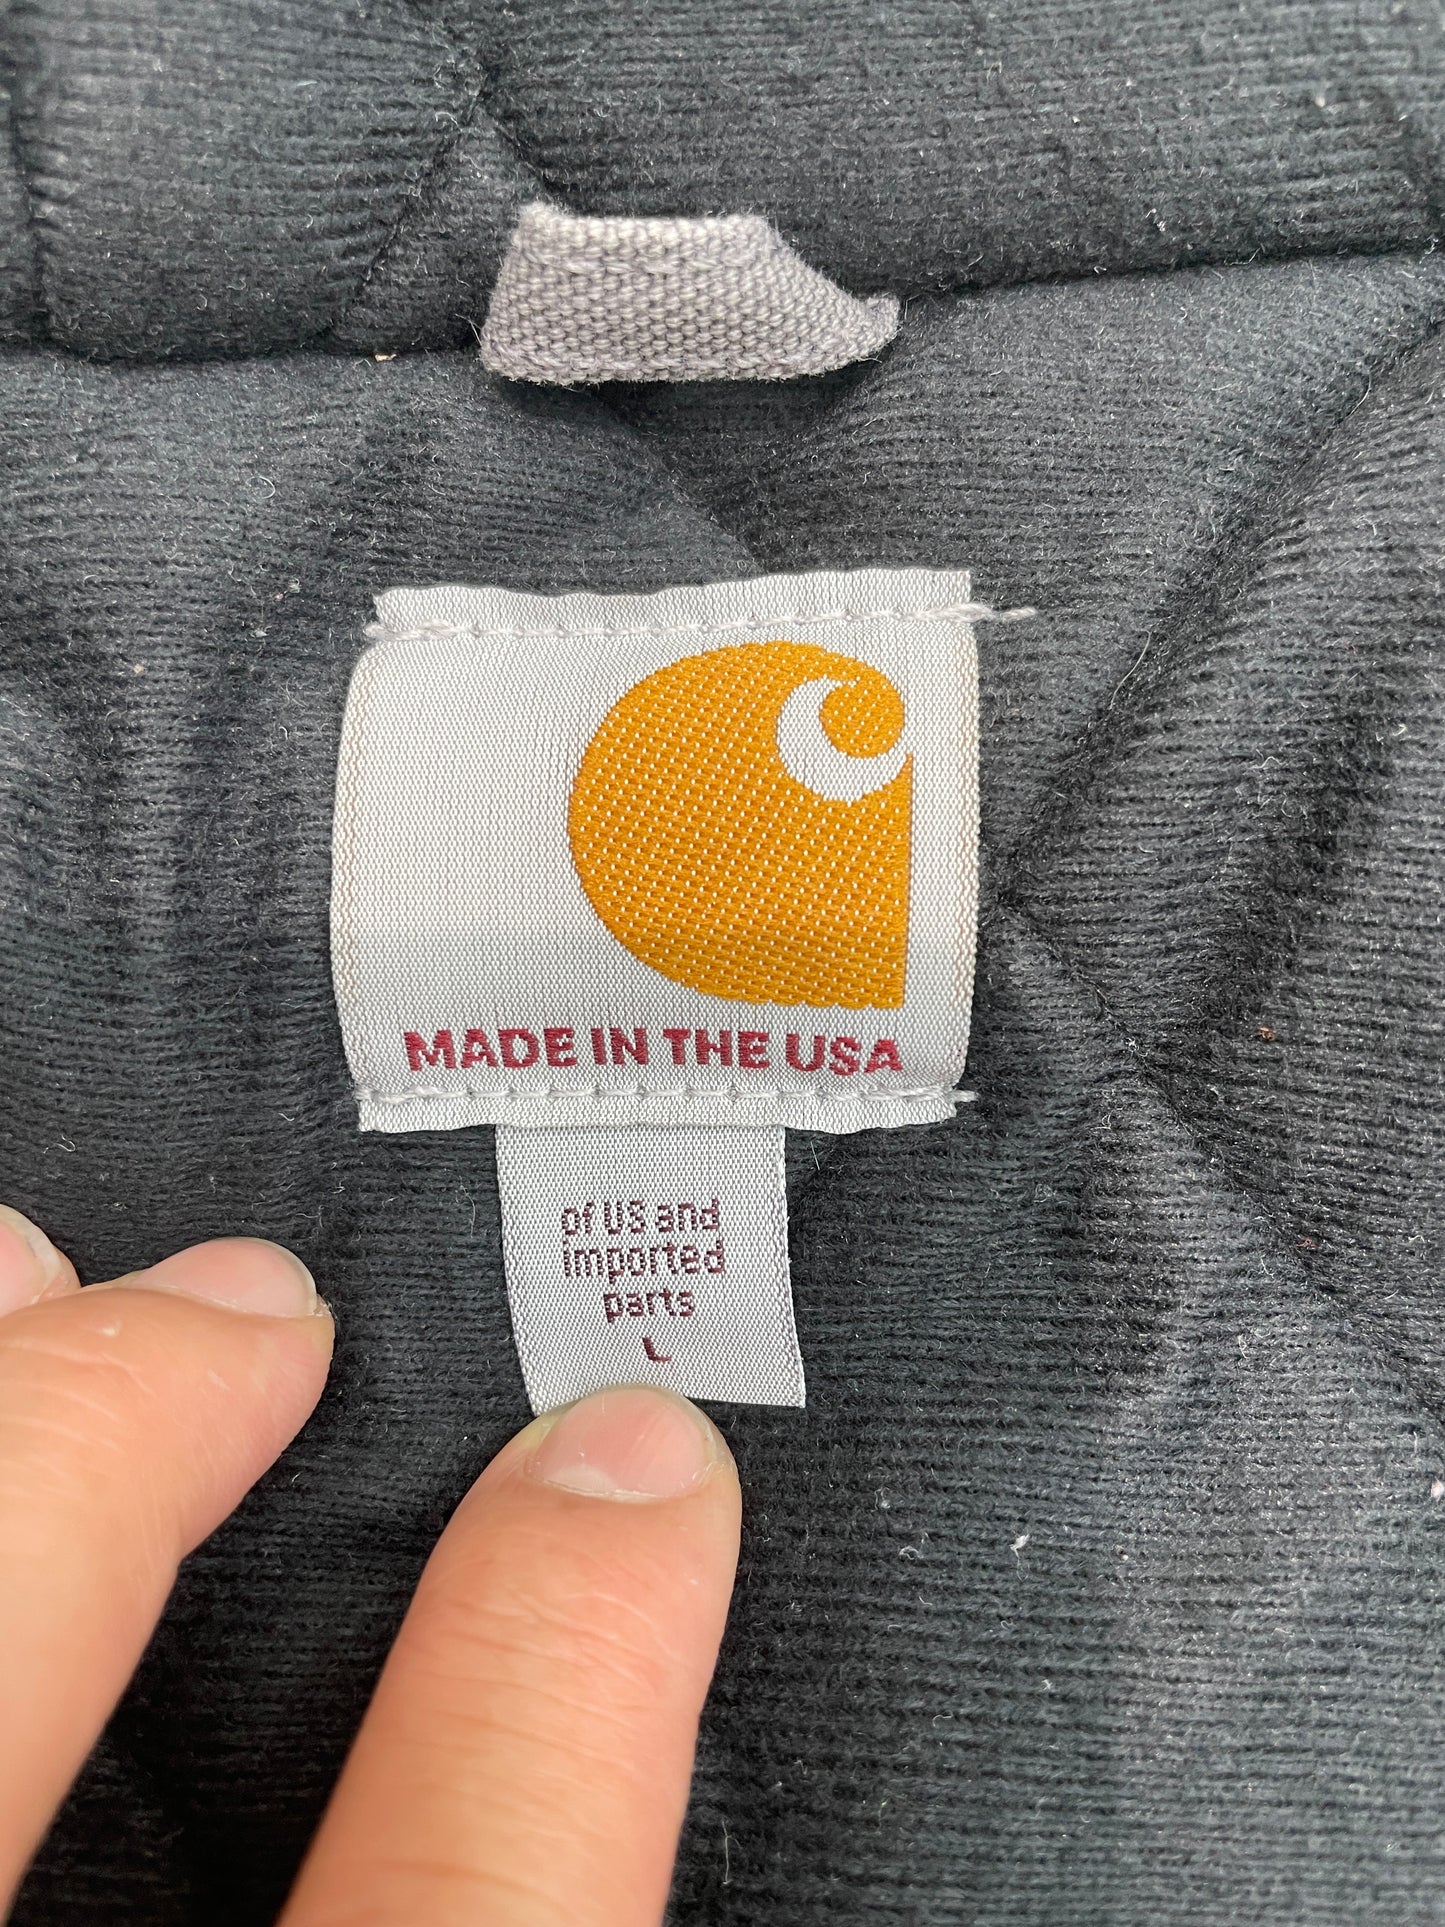 MADE IN THE USA
of US and
imported
parts
L